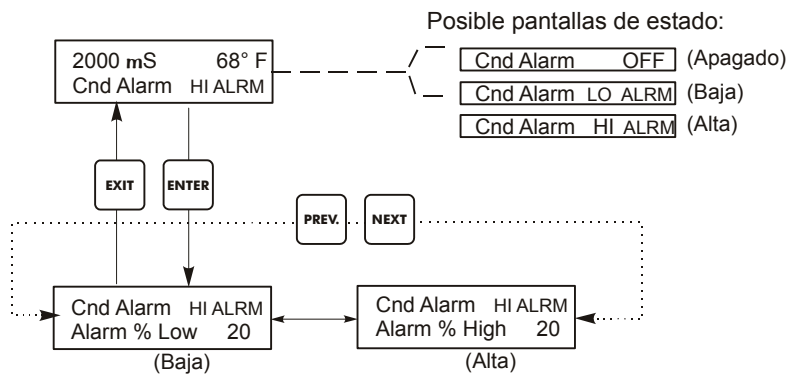 Posible pantallas de estado:
2000 mS 68° F
Cnd Alarm HI ALRM
Cnd Alarm OFF (Apagado)
Cnd Alarm LO ALRM (Baja)
Cnd Alarm HI ALRM (Alta)
EXIT
ENTER
PREV.
NEXT
Cnd Alarm HI ALRM
Alarm % Low 20
(Baja)
Cnd Alarm HI ALRM
Alarm % High 20
(Alta)